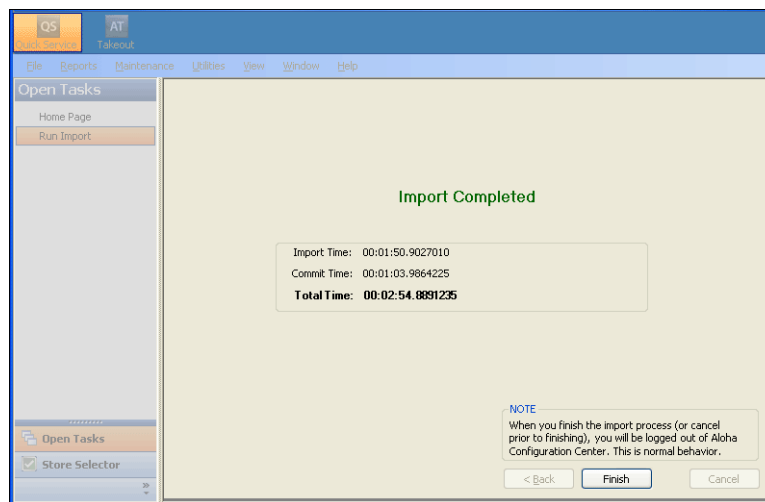 QS
AT
Quick Service
Takeout
File Reports Maintenance Utilities View Window Help
Open Tasks
Home Page
Run Import
Import Completed
Import Time: 00:01:50.9027010
Commit Time: 00:01:03.9864225
Total Time: 00:02:54.8891235
NOTE
When you finish the import process (or cancel
prior to finishing), you will be logged out of Aloha
Configuration Center. This is normal behavior.
Open Tasks
Store Selector
< Back Finish Cancel